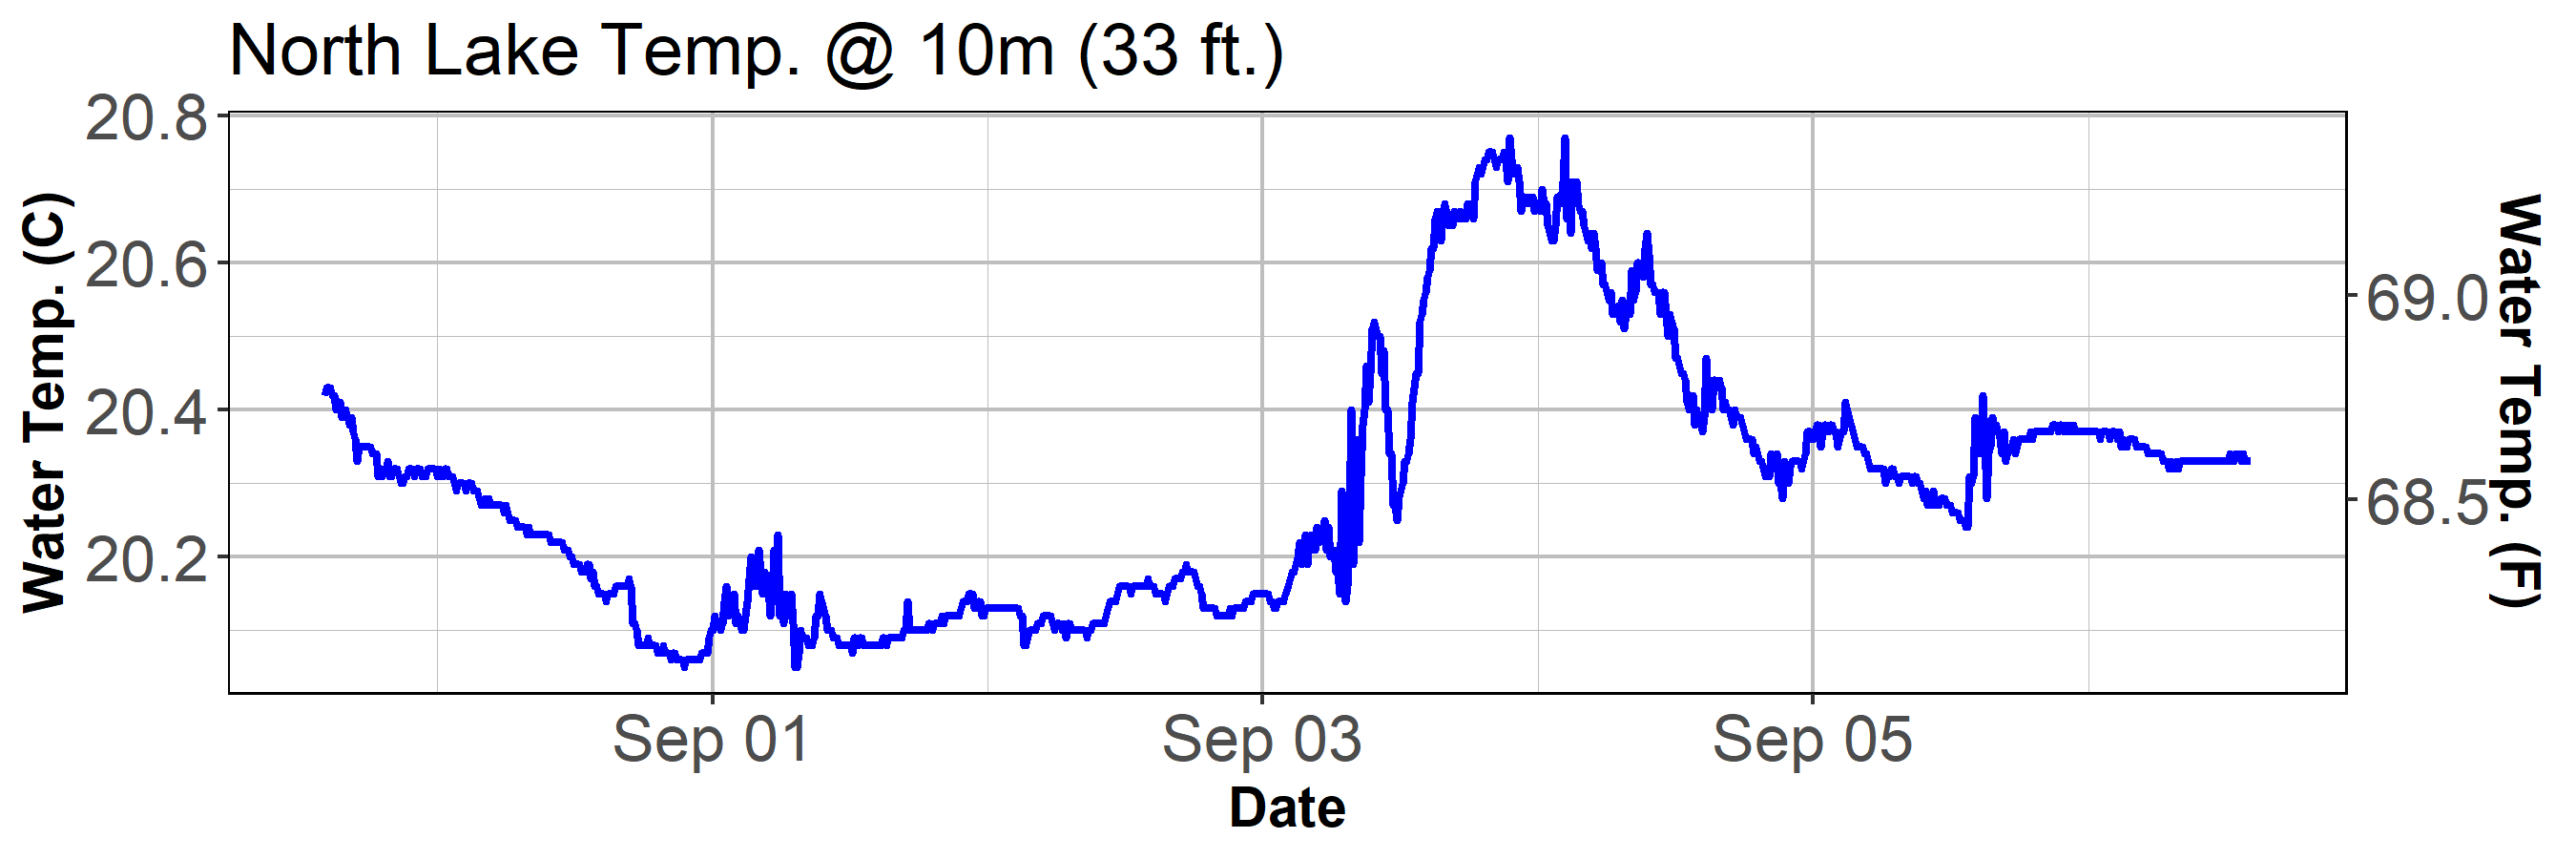 North Lake Temp. @ 10m (33 ft.)
Water Temp. (C)
20.8
20.6
20.4
20.2
69.0
68.5
Water Temp. (F)
Sep 01
Sep 03
Sep 05
Date